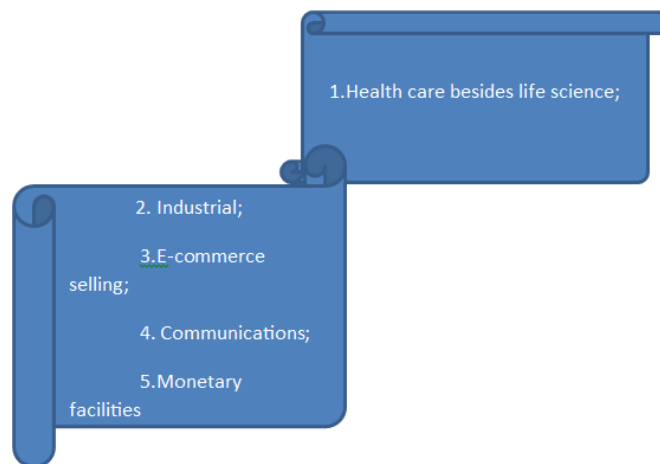 1.Health care besides life science;
2. Industrial;
3.E-commerce
selling;
4. Communications;
5.Monetary
facilities